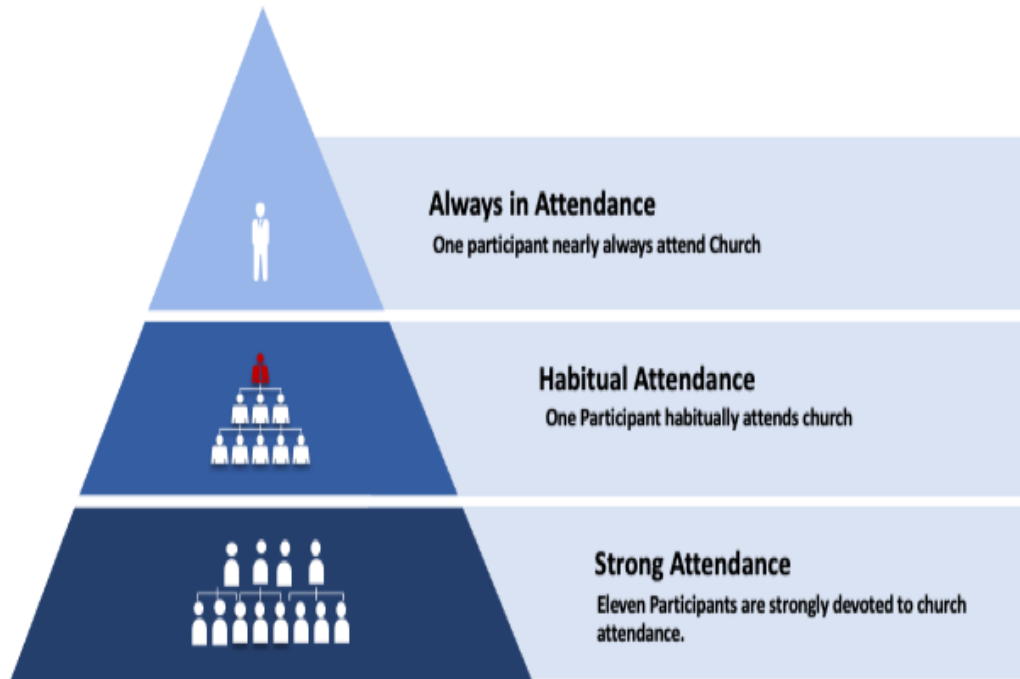 Always in Attendance
One participant nearly always attend Church
Habitual Attendance
One Participant habitually attends church
Strong Attendance
Eleven Participants are strongly devoted to church
attendance.